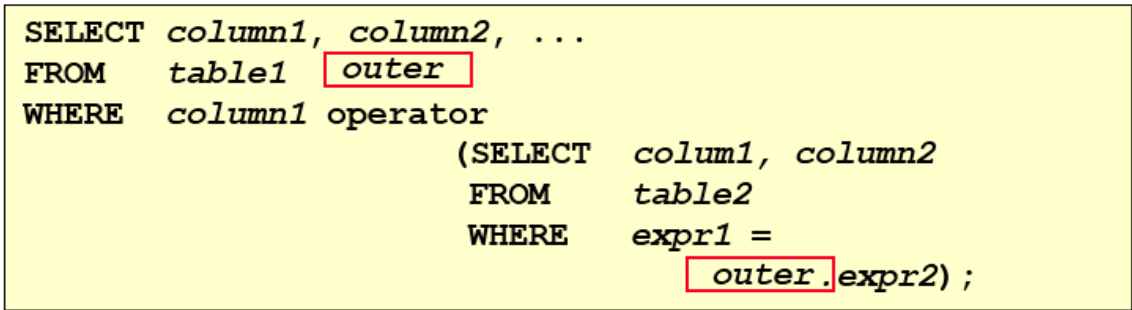 SELECT column1, column2, ...
FROM table1 outer
WHERE column1 operator
(SELECT colum1, column2
FROM table2
WHERE expr1 =
outer.expr2);